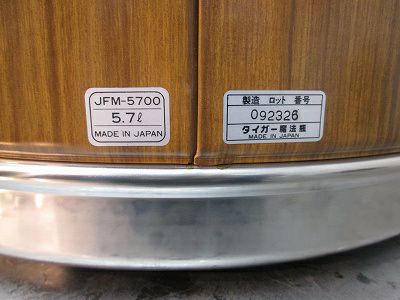 JFM-5700
5.7ℓ
MADE IN JAPAN
製造 ロット 番号
092326
タイガー魔法瓶
MADE IN JAPAN